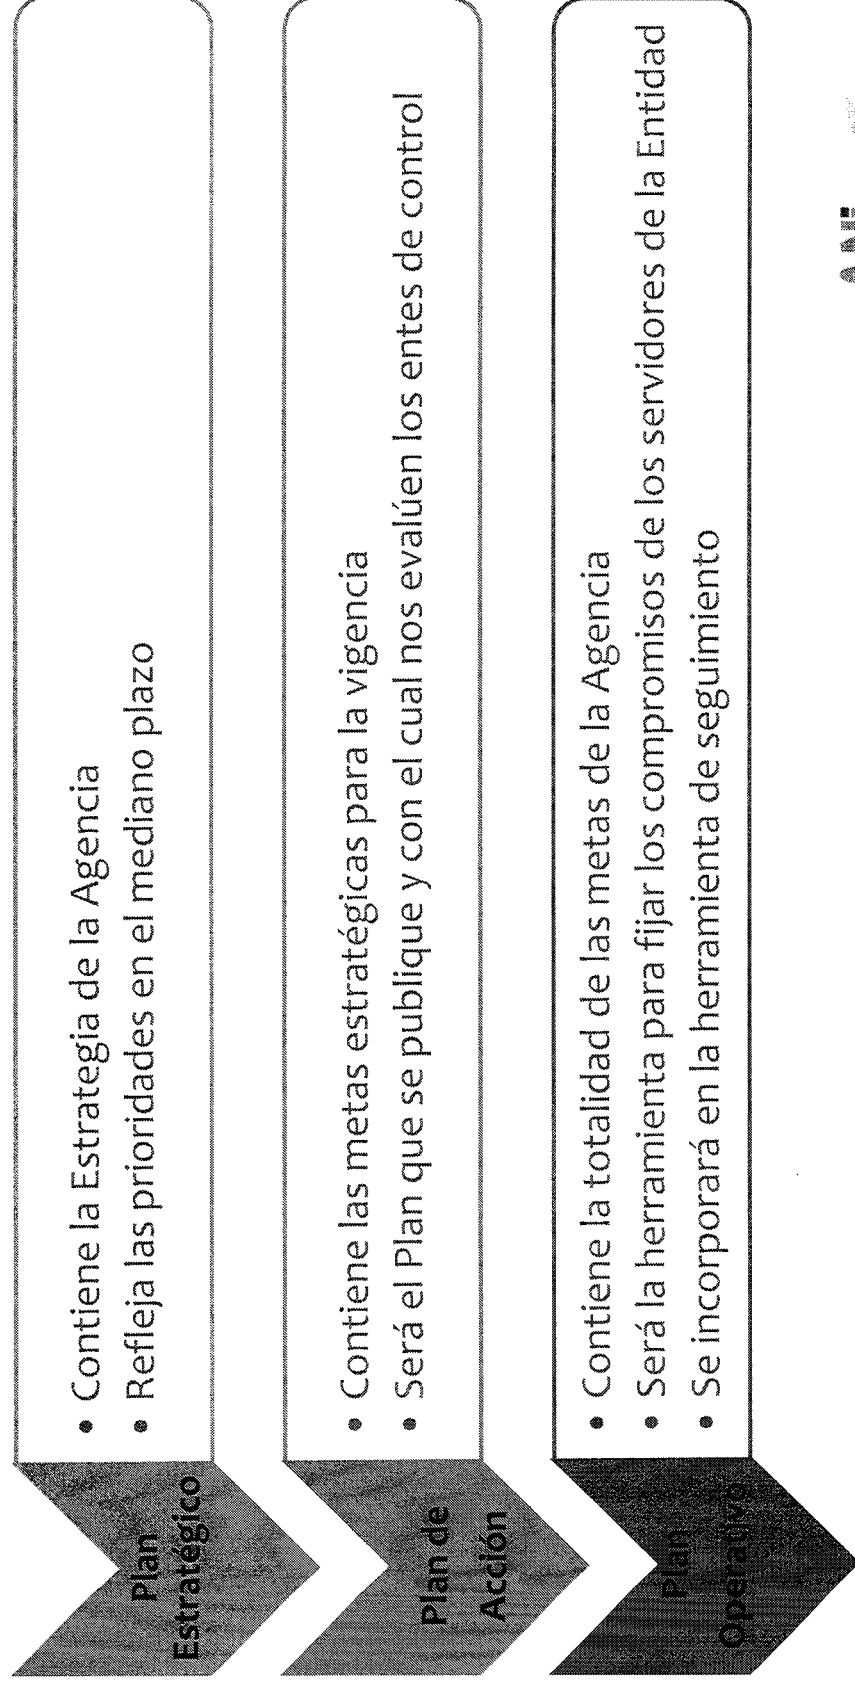 Plan
Estratégico
• Contiene la Estrategia de la Agencia
• Refleja las prioridades en el mediano plazo
Plan de
Acción
• Contiene las metas estratégicas para la vigencia
• Será el Plan que se publique y con el cual nos evalúen los entes de control
Plan
Operativo
• Contiene la totalidad de las metas de la Agencia
• Será la herramienta para fijar los compromisos de los servidores de la Entidad
• Se incorporará en la herramienta de seguimiento